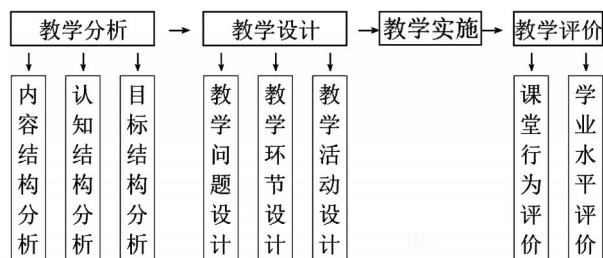 教学分析
教学设计
教学实施
教学评价
内容结构分析
认知结构分析
目标结构分析
教学问题设计
教学环节设计
教学活动设计
课堂行为评价
学业水平评价